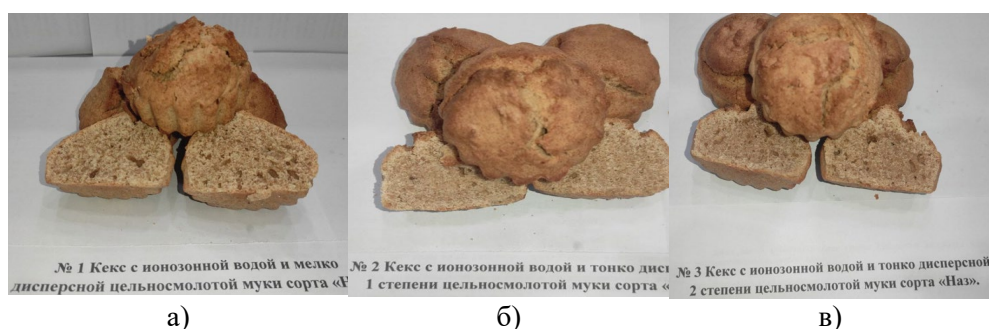 № 1 Кекс с ионозонной водой и мелко
дисперсной цельносмолотой муки сорта
№ 2 Кекс с ионозонной водой и тонко
1 степени цельносмолотой муки сорта
№ 3 Кекс с ионозонной водой и тонко дисперсной
2 степени цельносмолотой муки сорта «Наз».
а)
б)
в)